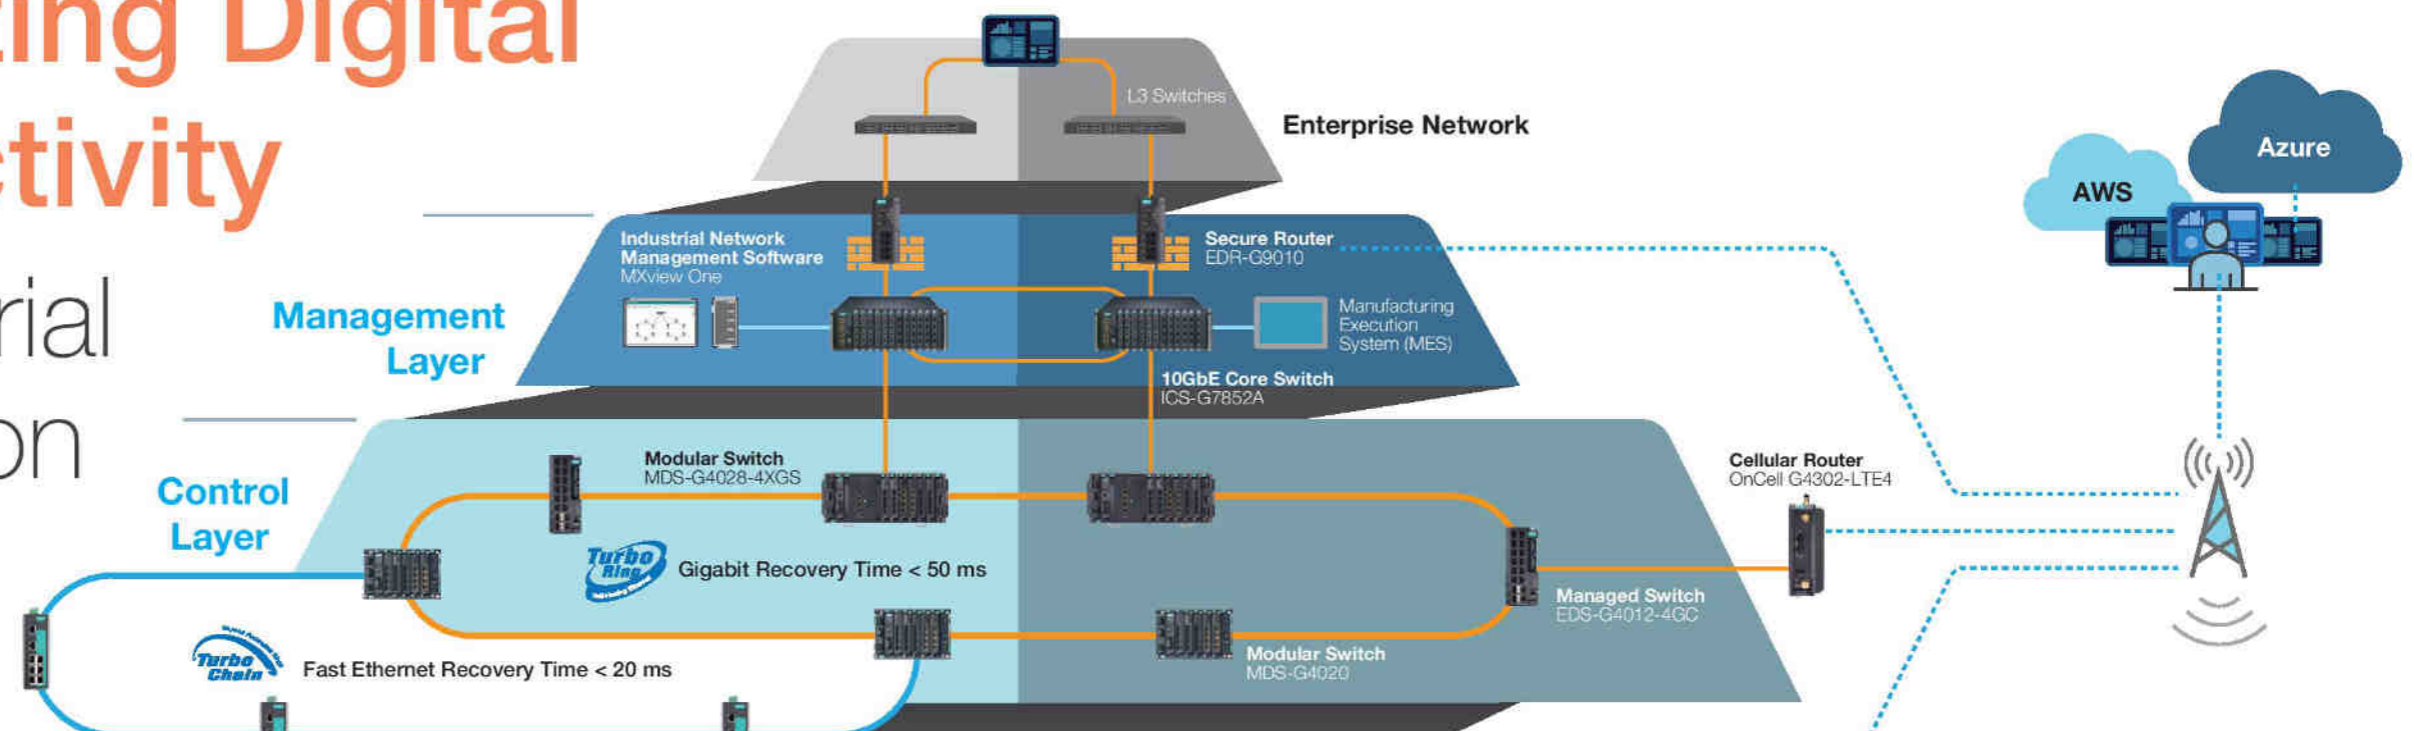 ing Digital
ctivity
rial
on
L3 Switches
Enterprise Network
Azure
AWS
Industrial Network
Management Software
MXview One
Secure Router
EDR-G9010
Management
Layer
Manufacturing
Execution
System (MES)
10GbE Core Switch
ICS-G7852A
Control
Layer
Modular Switch
MDS-G4028-4XGS
Cellular Router
OnCell G4302-LTE4
Turbo
Ring
Gigabit Recovery Time < 50 ms
Managed Switch
EDS-G4012-4GC
Turbo
Chain
Fast Ethernet Recovery Time < 20 ms
Modular Switch
MDS-G4020